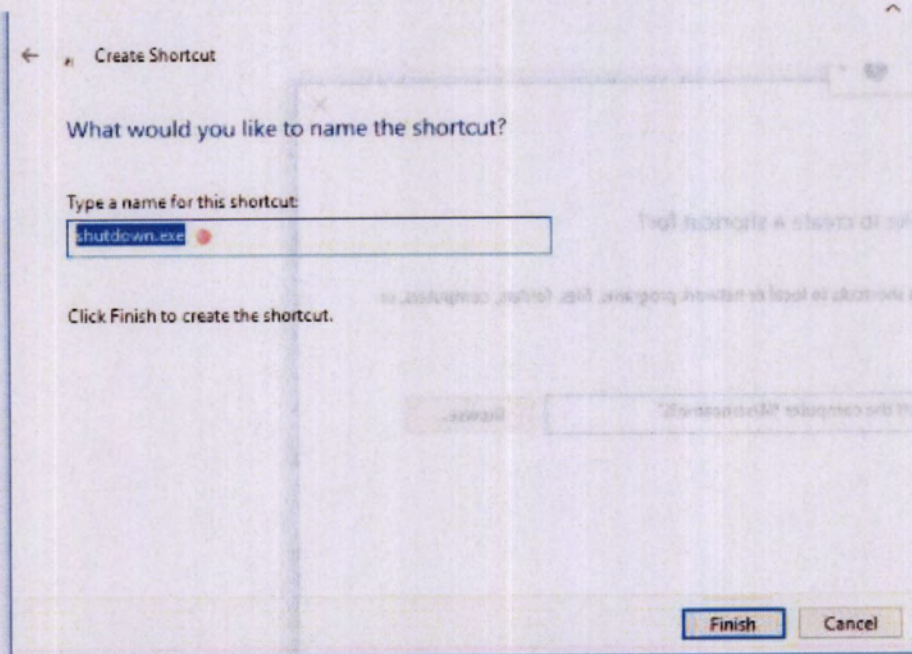 Create Shortcut
What would you like to name the shortcut?
Type a name for this shortcut:
shutdown.exe
Click Finish to create the shortcut.
Finish
Cancel